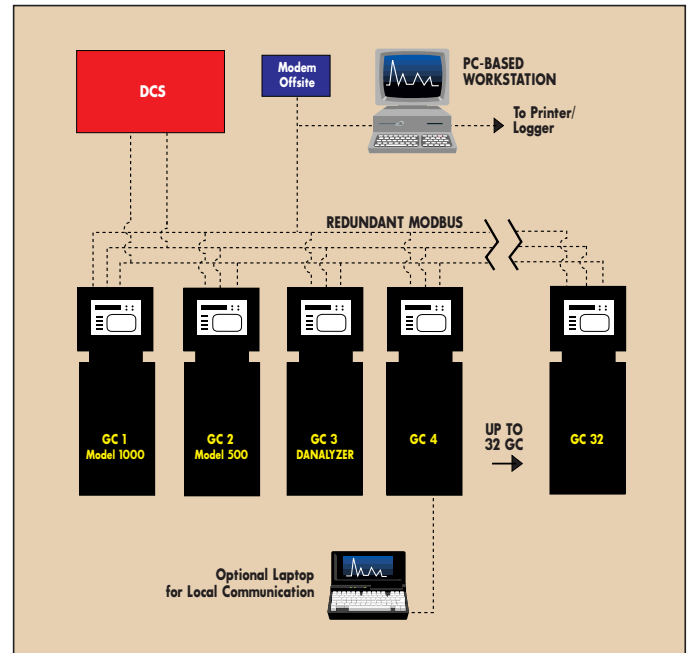 DCS
Modem
Offsite
PC-BASED
WORKSTATION
To Printer/
Logger
REDUNDANT MODBUS
GC 1
Model 1000
GC 2
Model 500
GC 3
DANALYZER
GC 4
UP TO
32 GC
GC 32
Optional Laptop
for Local Communication